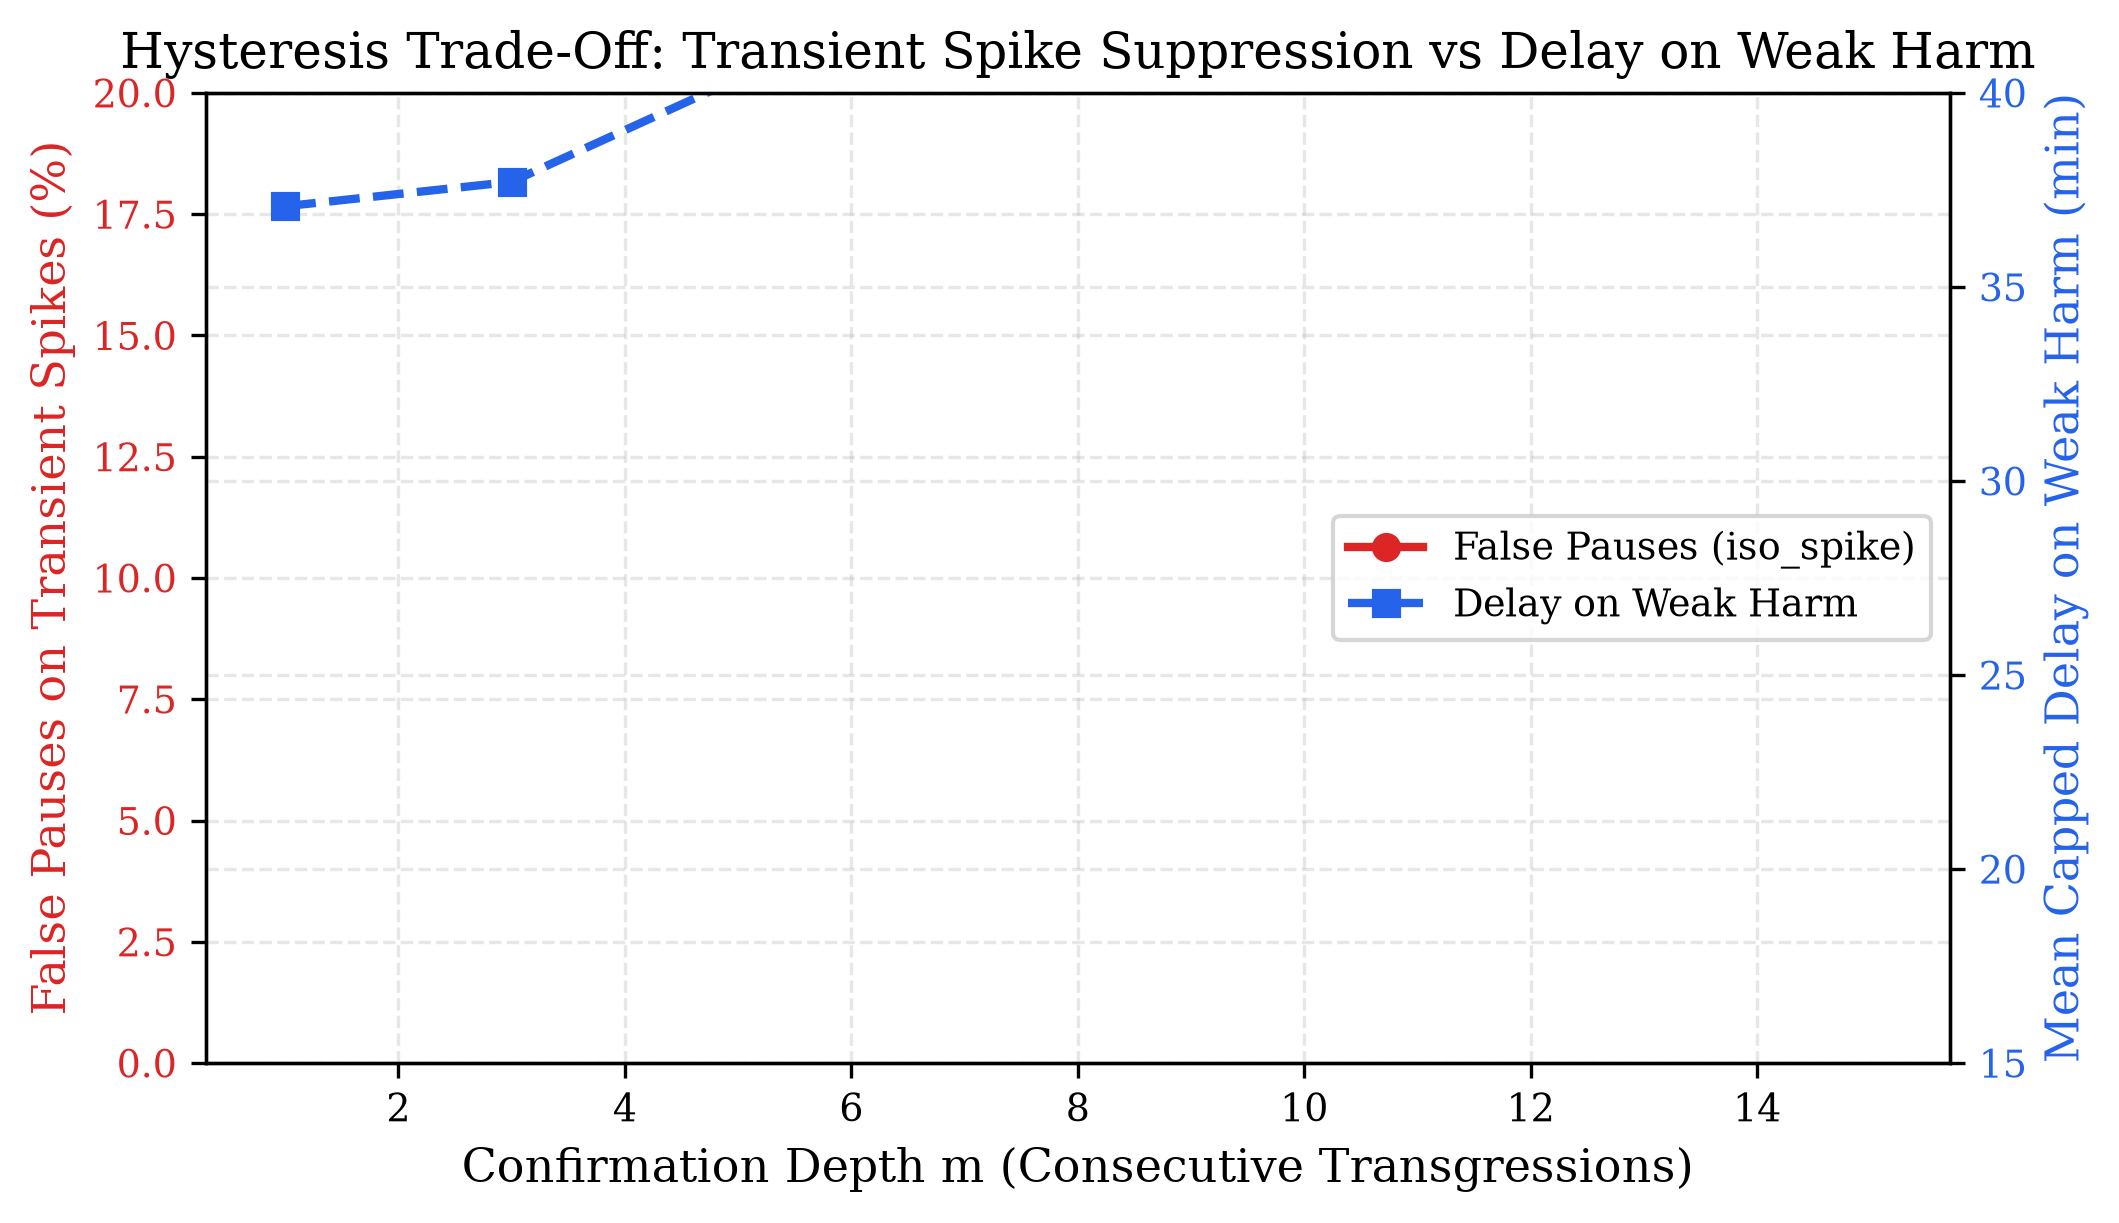 Hysteresis Trade-Off: Transient Spike Suppression vs Delay on Weak Harm
False Pauses on Transient Spikes (%)
20.0
17.5
15.0
12.5
10.0
7.5
5.0
2.5
0.0
40
35
30
25
20
15
Mean Capped Delay on Weak Harm (min)
False Pauses (iso_spike)
Delay on Weak Harm
2 4 6 8 10 12 14
Confirmation Depth m (Consecutive Transgressions)